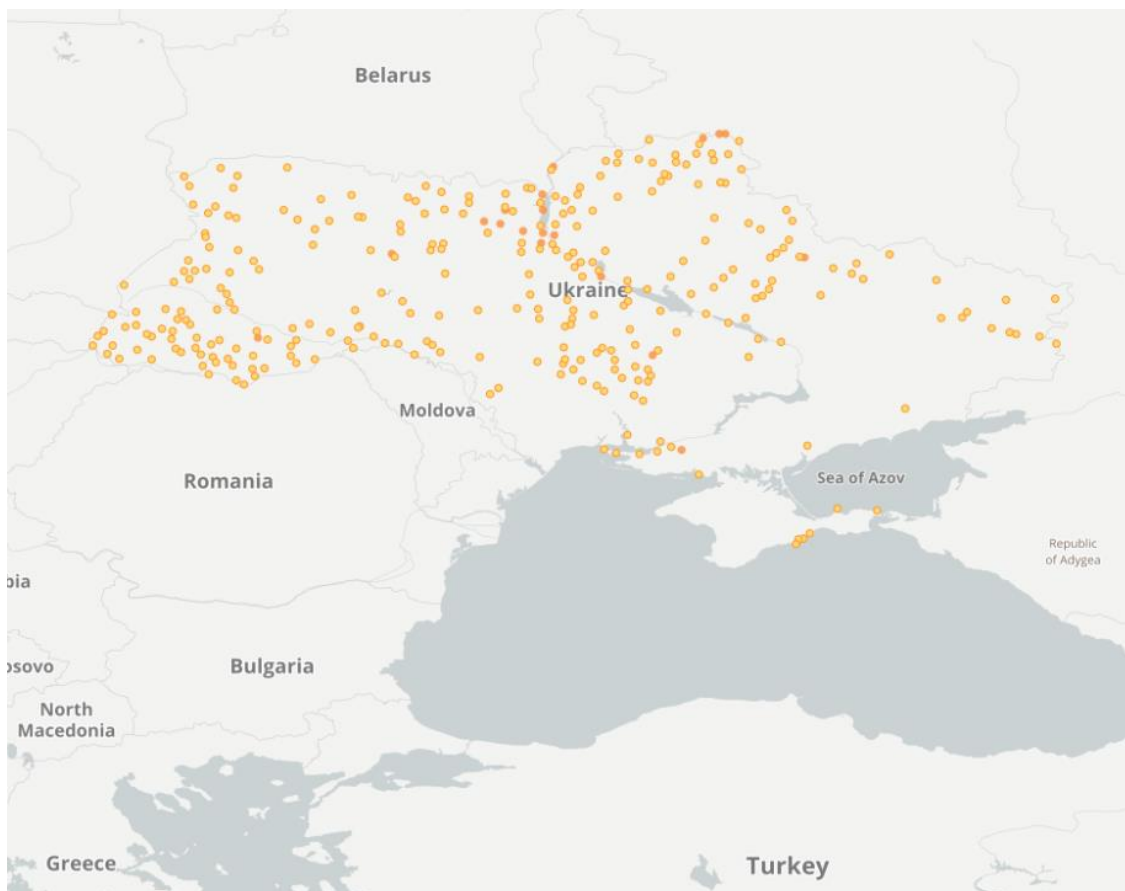 Belarus
Ukraine
Moldova
Romania
Sea of Azov
Republic
of Adygea
bia
Bulgaria
osovo
North
Macedonia
Greece
Turkey